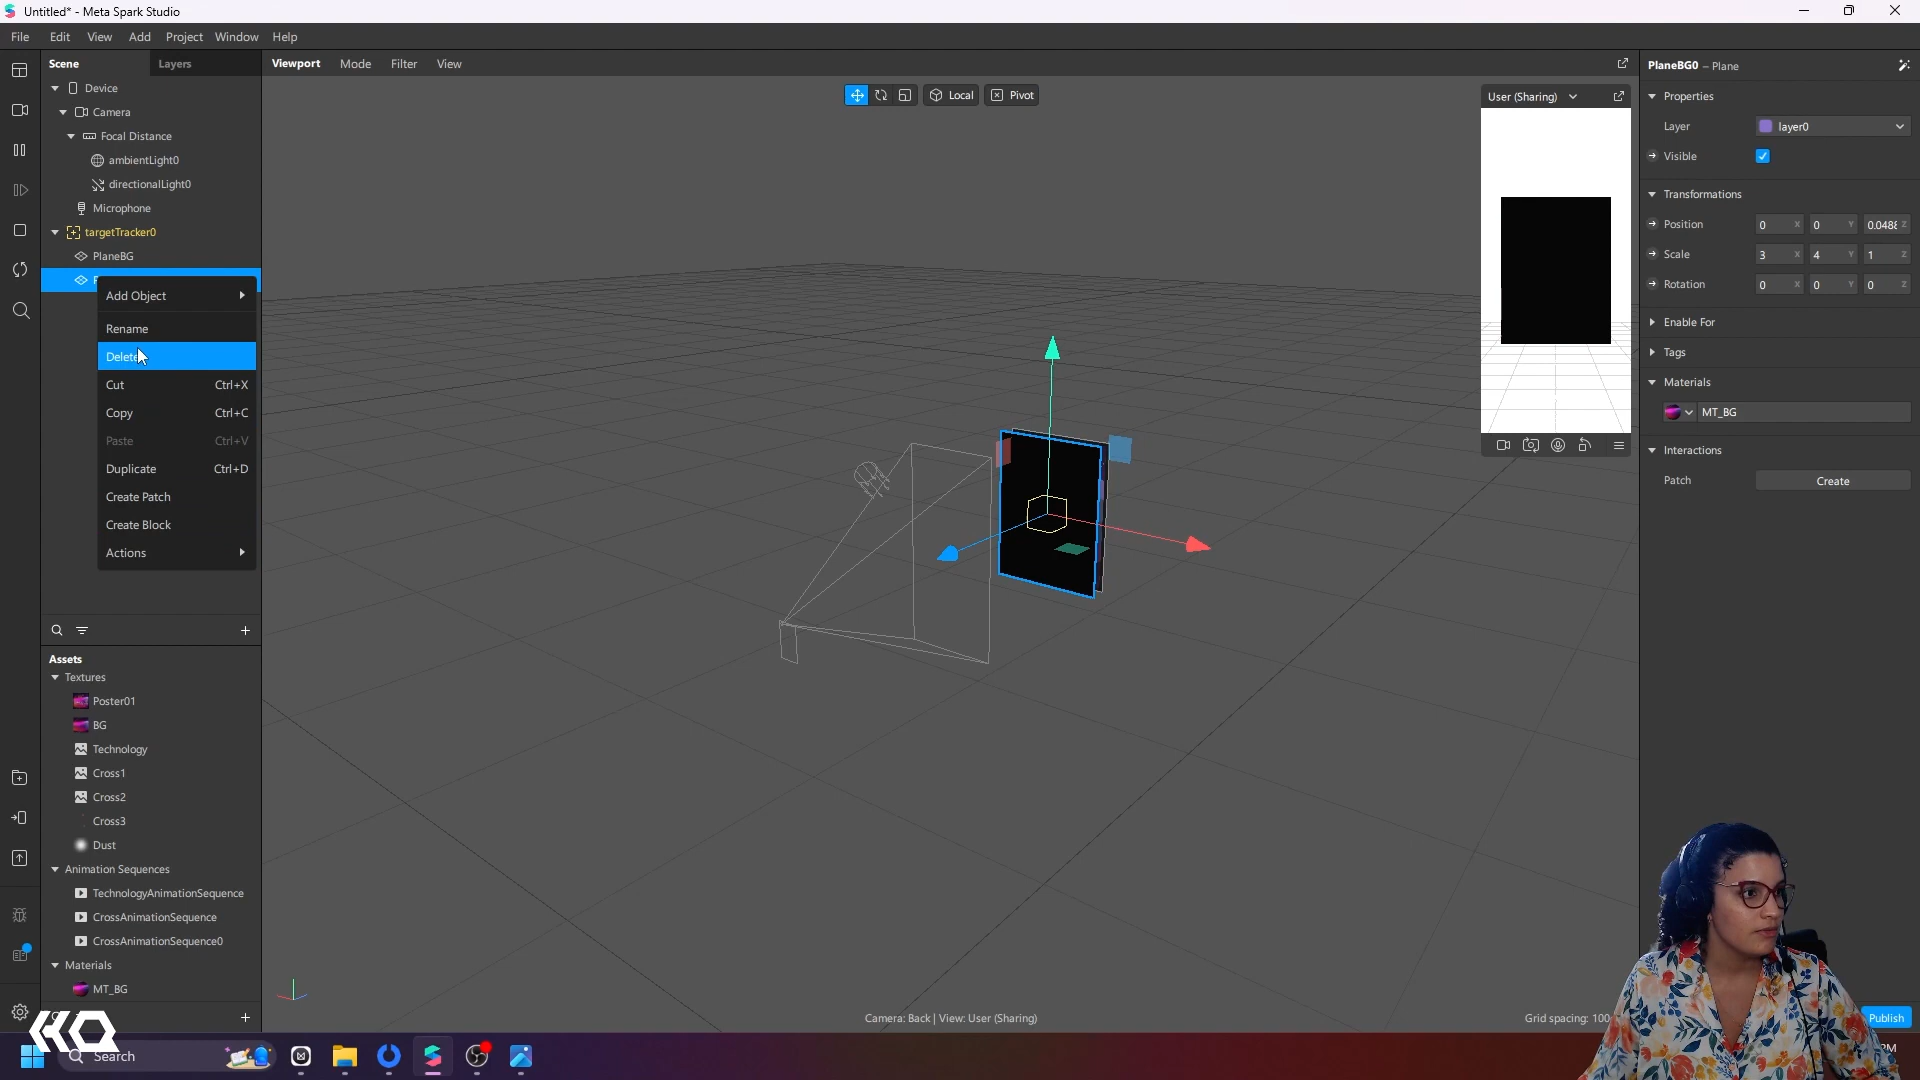 Untitled* - Meta Spark Studio
File Edit View Add Project Window Help
Scene Layers
Viewport Mode Filter View
Local Pivot
Device
Camera
Focal Distance
ambientLight0
directionalLight0
Microphone
targetTracker0
PlaneBG
Add Object
Rename
Delete
Cut Ctrl+X
Copy Ctrl+C
Paste Ctrl+V
Duplicate Ctrl+D
Create Patch
Create Block
Actions
Assets
Textures
Poster01
BG
Technology
Cross1
Cross2
Cross3
Dust
Animation Sequences
TechnologyAnimationSequence
CrossAnimationSequence
CrossAnimationSequence0
Materials
MT_BG
User (Sharing)
Camera: Back | View: User (Sharing)
Grid spacing: 100
PlaneBG0 – Plane
Properties
Layer layer0
Visible
Transformations
Position 0 X 0 Y 0.0488 Z
Scale 3 X 4 Y 1 Z
Rotation 0 X 0 Y 0 Z
Enable For
Tags
Materials
MT_BG
Interactions
Patch Create
Publish
HQ
Search
PM